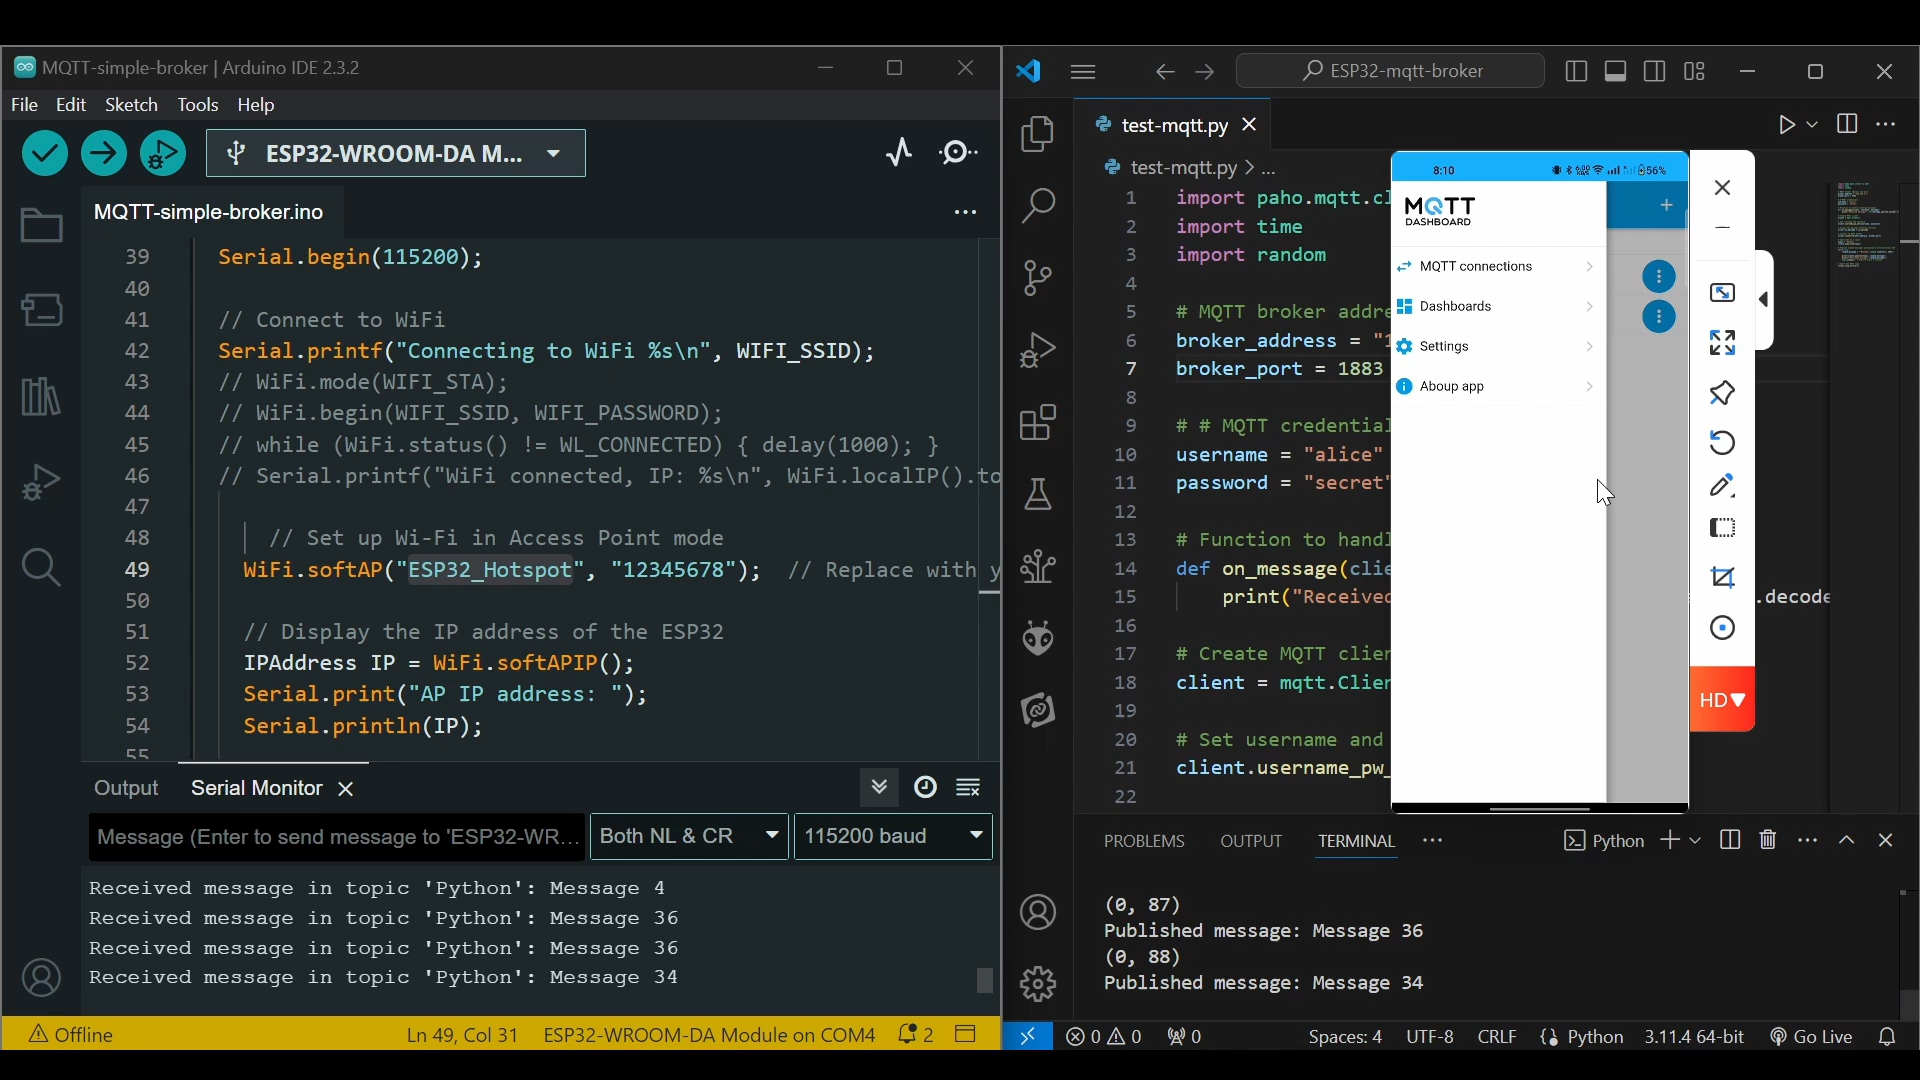 MQTT-simple-broker | Arduino IDE 2.3.2
File Edit Sketch Tools Help
ESP32-WROOM-DA M...
MQTT-simple-broker.ino
39 Serial.begin(115200);
40
41 // Connect to WiFi
42 Serial.printf("Connecting to WiFi %s\n", WIFI_SSID);
43 // WiFi.mode(WIFI_STA);
44 // WiFi.begin(WIFI_SSID, WIFI_PASSWORD);
45 // while (WiFi.status() != WL_CONNECTED) { delay(1000); }
46 // Serial.printf("WiFi connected, IP: %s\n", WiFi.localIP().to
47
48 // Set up Wi-Fi in Access Point mode
49 WiFi.softAP("ESP32_Hotspot", "12345678"); // Replace with y
50
51 // Display the IP address of the ESP32
52 IPAddress IP = WiFi.softAPIP();
53 Serial.print("AP IP address: ");
54 Serial.println(IP);
55
Output Serial Monitor
Message (Enter to send message to 'ESP32-WR... Both NL & CR 115200 baud
Received message in topic 'Python': Message 4
Received message in topic 'Python': Message 36
Received message in topic 'Python': Message 36
Received message in topic 'Python': Message 34
Offline Ln 49, Col 31 ESP32-WROOM-DA Module on COM4 2
ESP32-mqtt-broker
test-mqtt.py
test-mqtt.py > ...
1 import paho.mqtt.cl
2 import time
3 import random
4
5 # MQTT broker addre
6 broker_address = "1
7 broker_port = 1883
8
9 # # MQTT credential
10 username = "alice"
11 password = "secret"
12
13 # Function to handl
14 def on_message(clie
15 print("Received .decode
16
17 # Create MQTT clien
18 client = mqtt.Clien
19
20 # Set username and
21 client.username_pw_
22
8:10 56%
MQTT
DASHBOARD
MQTT connections
Dashboards
Settings
Aboup app
HD
PROBLEMS OUTPUT TERMINAL ... Python
(0, 87)
Published message: Message 36
(0, 88)
Published message: Message 34
0 0 0 Spaces: 4 UTF-8 CRLF Python 3.11.4 64-bit Go Live